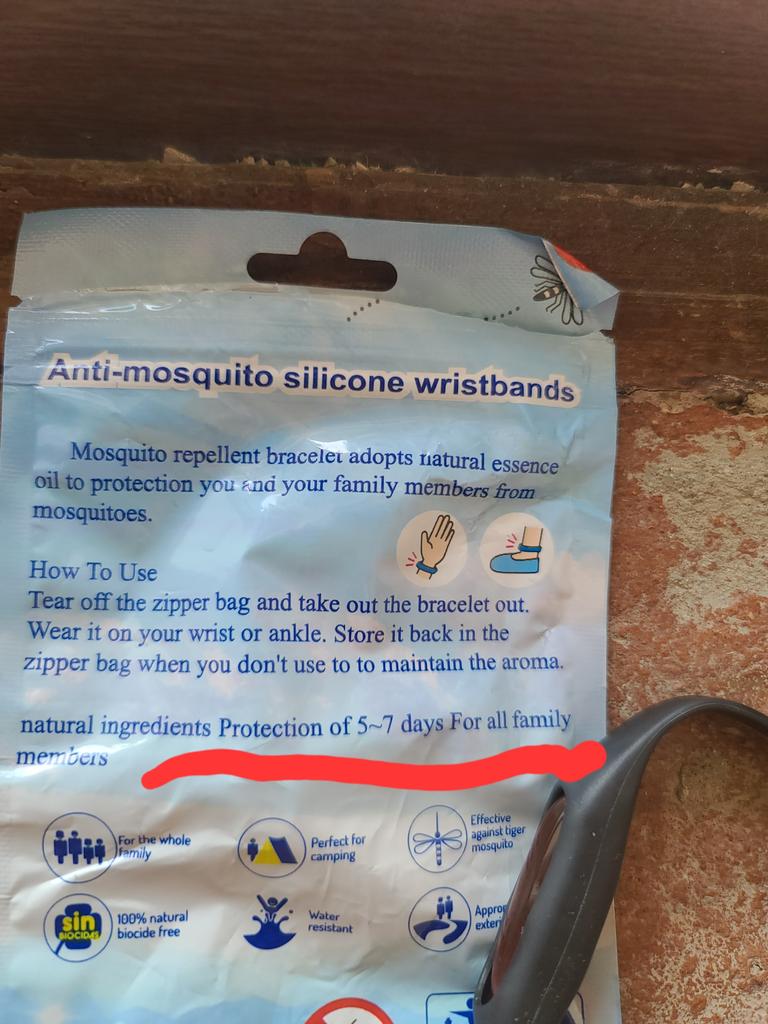 Anti-mosquito silicone wristbands
Mosquito repellent bracelet adopts natural essence
oil to protection you and your family members from
mosquitoes.
How To Use
Tear off the zipper bag and take out the bracelet out.
Wear it on your wrist or ankle. Store it back in the
zipper bag when you don't use to to maintain the aroma.
natural ingredients Protection of 5~7 days For all family
members
For the whole
family
Perfect for
camping
Effective
against tiger
mosquito
sin
BIOCIDAS
100% natural
biocide free
Water
resistant